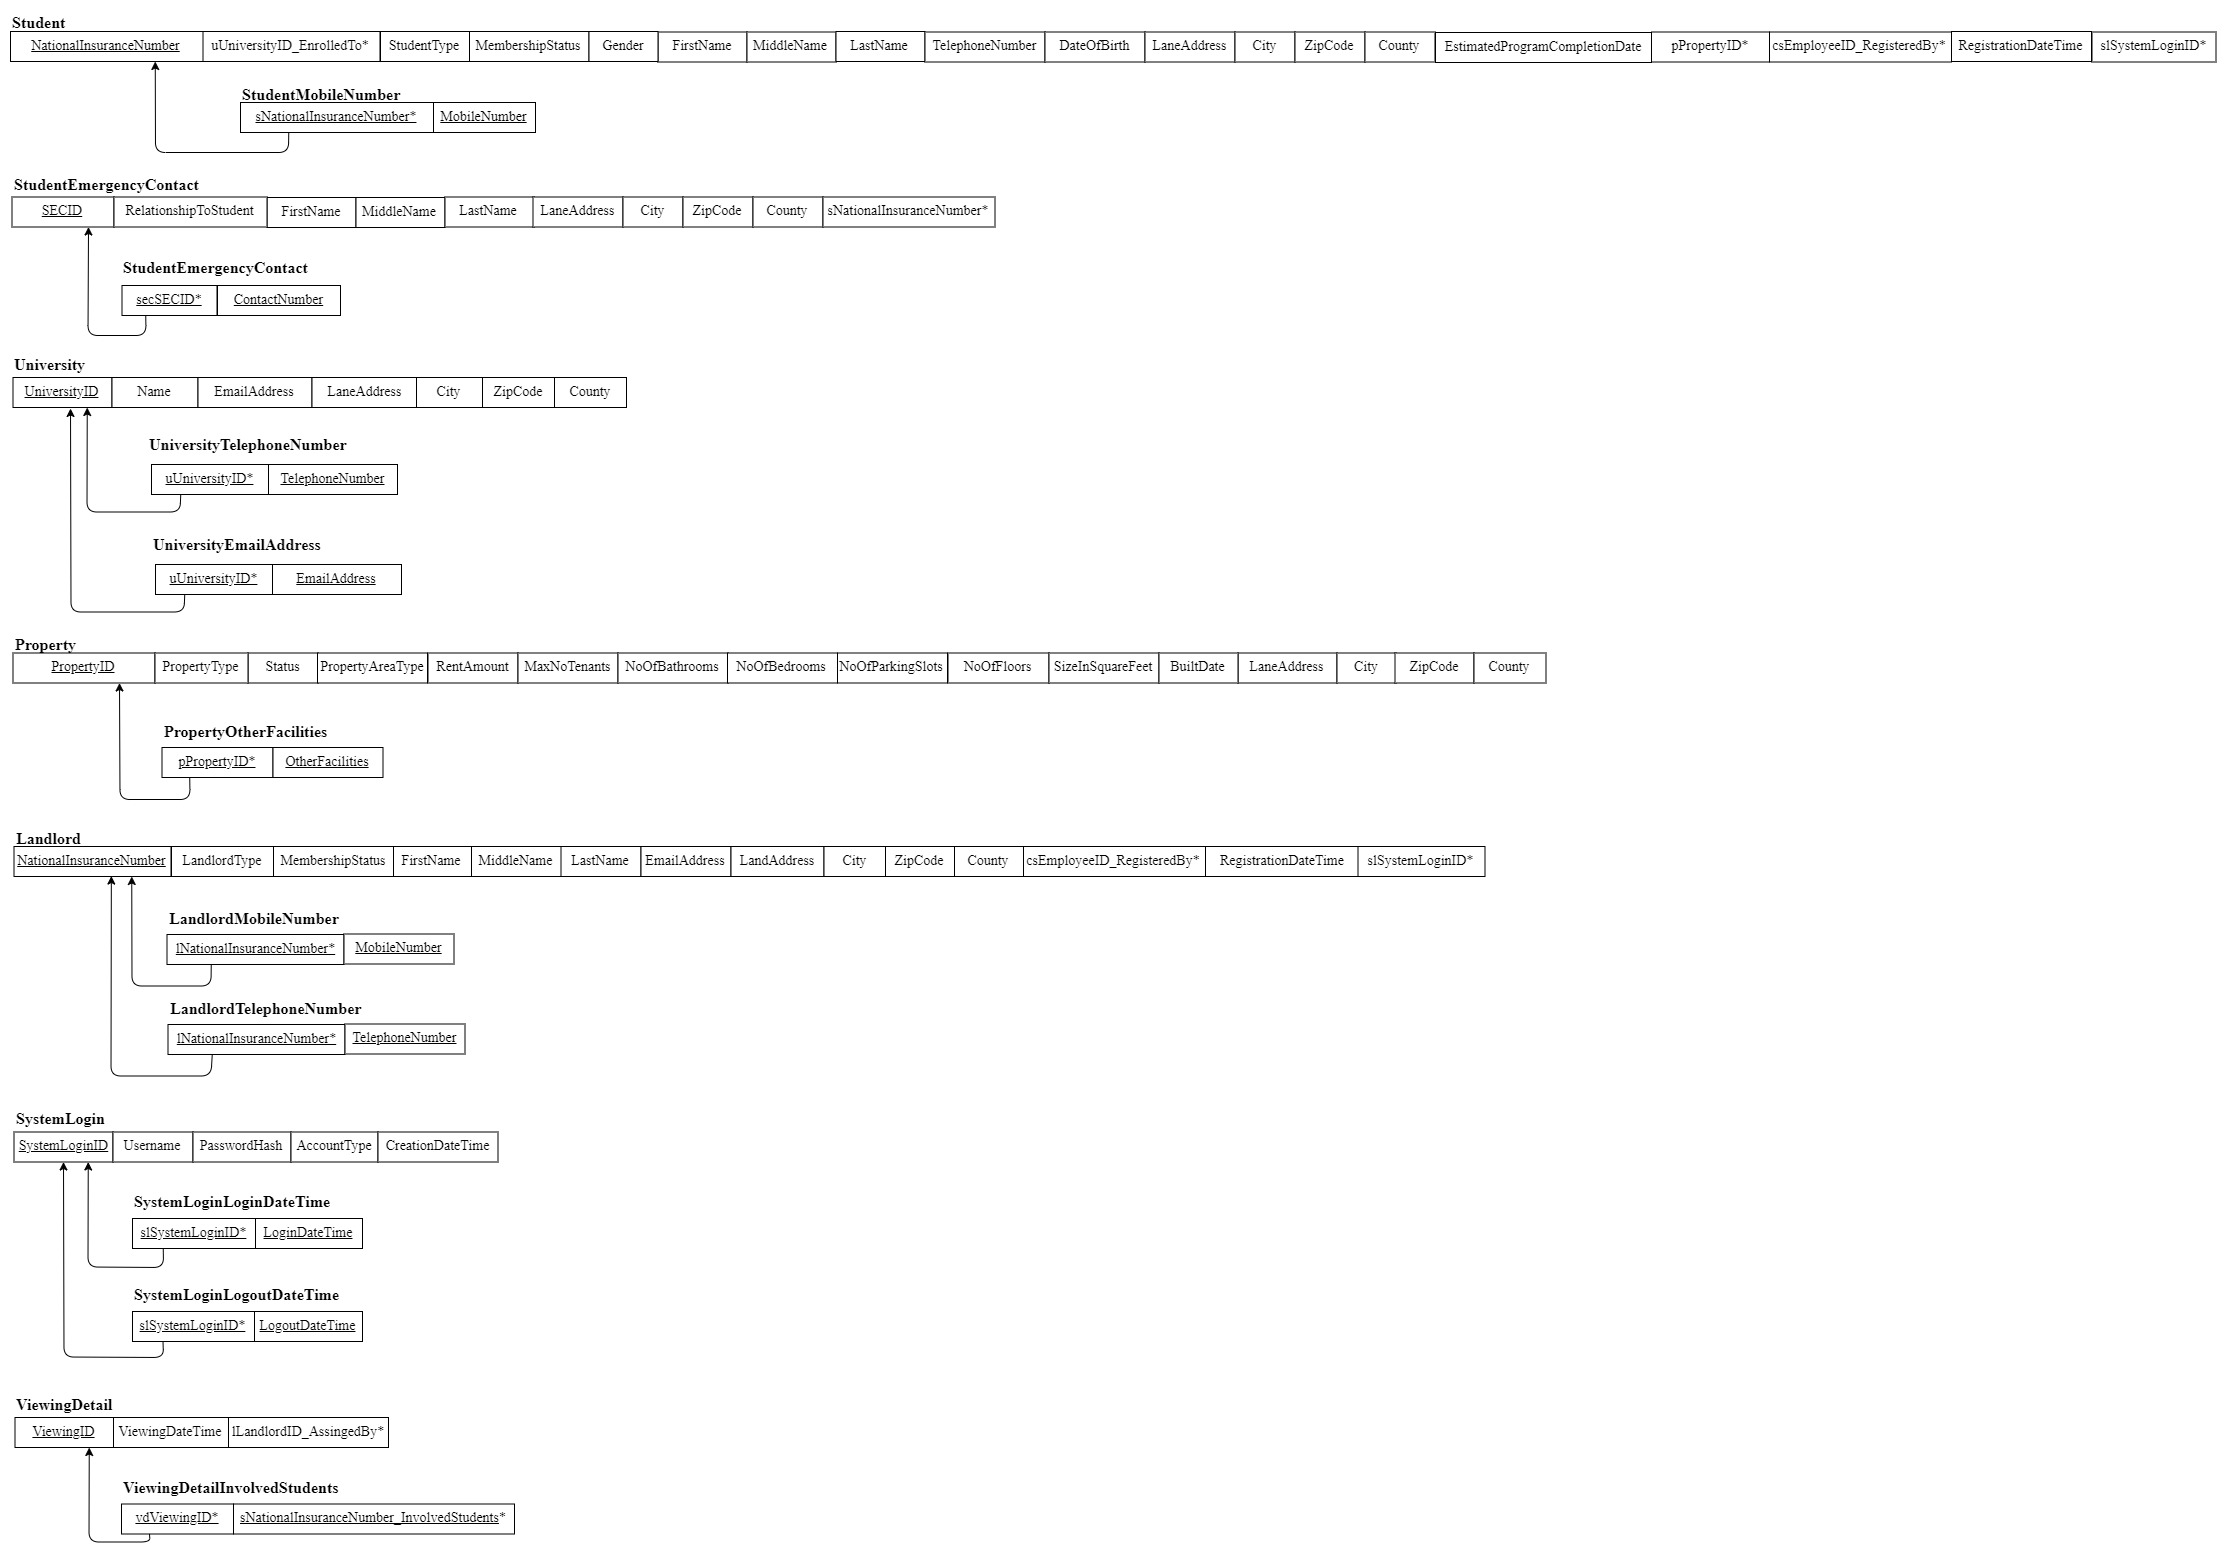 Student
NationalInsuranceNumber uUniversityID_EnrolledTo* StudentType MembershipStatus Gender FirstName MiddleName LastName TelephoneNumber DateOfBirth LaneAddress City ZipCode County EstimatedProgramCompletionDate pPropertyID* csEmployeeID_RegisteredBy* RegistrationDateTime slSystemLoginID*
StudentMobileNumber
sNationalInsuranceNumber* MobileNumber
StudentEmergencyContact
SECID RelationshipToStudent FirstName MiddleName LastName LaneAddress City ZipCode County sNationalInsuranceNumber*
StudentEmergencyContact
secSECID* ContactNumber
University
UniversityID Name EmailAddress LaneAddress City ZipCode County
UniversityTelephoneNumber
uUniversityID* TelephoneNumber
UniversityEmailAddress
uUniversityID* EmailAddress
Property
PropertyID PropertyType Status PropertyAreaType RentAmount MaxNoTenants NoOfBathrooms NoOfBedrooms NoOfParkingSlots NoOfFloors SizeInSquareFeet BuiltDate LaneAddress City ZipCode County
PropertyOtherFacilities
pPropertyID* OtherFacilities
Landlord
NationalInsuranceNumber LandlordType MembershipStatus FirstName MiddleName LastName EmailAddress LandAddress City ZipCode County csEmployeeID_RegisteredBy* RegistrationDateTime slSystemLoginID*
LandlordMobileNumber
lNationalInsuranceNumber* MobileNumber
LandlordTelephoneNumber
lNationalInsuranceNumber* TelephoneNumber
SystemLogin
SystemLoginID Username PasswordHash AccountType CreationDateTime
SystemLoginLoginDateTime
slSystemLoginID* LoginDateTime
SystemLoginLogoutDateTime
slSystemLoginID* LogoutDateTime
ViewingDetail
ViewingID ViewingDateTime lLandlordID_AssingedBy*
ViewingDetailInvolvedStudents
vdViewingID* sNationalInsuranceNumber_InvolvedStudents*